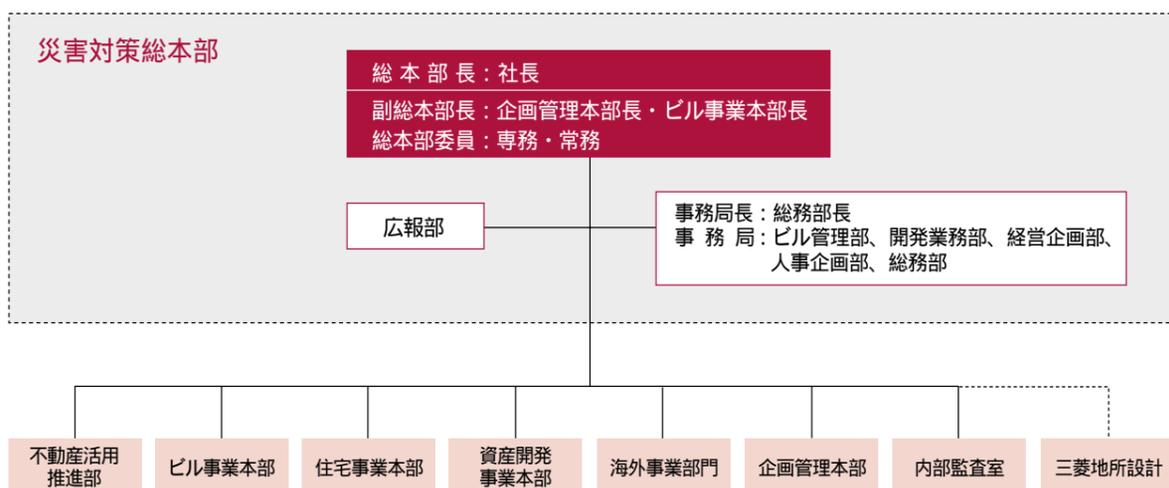 災害対策総本部
総本部長：社長
副総本部長：企画管理本部長・ビル事業本部長
総本部委員：専務・常務
広報部
事務局長：総務部長
事務局：ビル管理部、開発業務部、経営企画部、
人事企画部、総務部
不動産活用
推進部
ビル事業本部
住宅事業本部
資産開発
事業本部
海外事業部門
企画管理本部
内部監査室
三菱地所設計